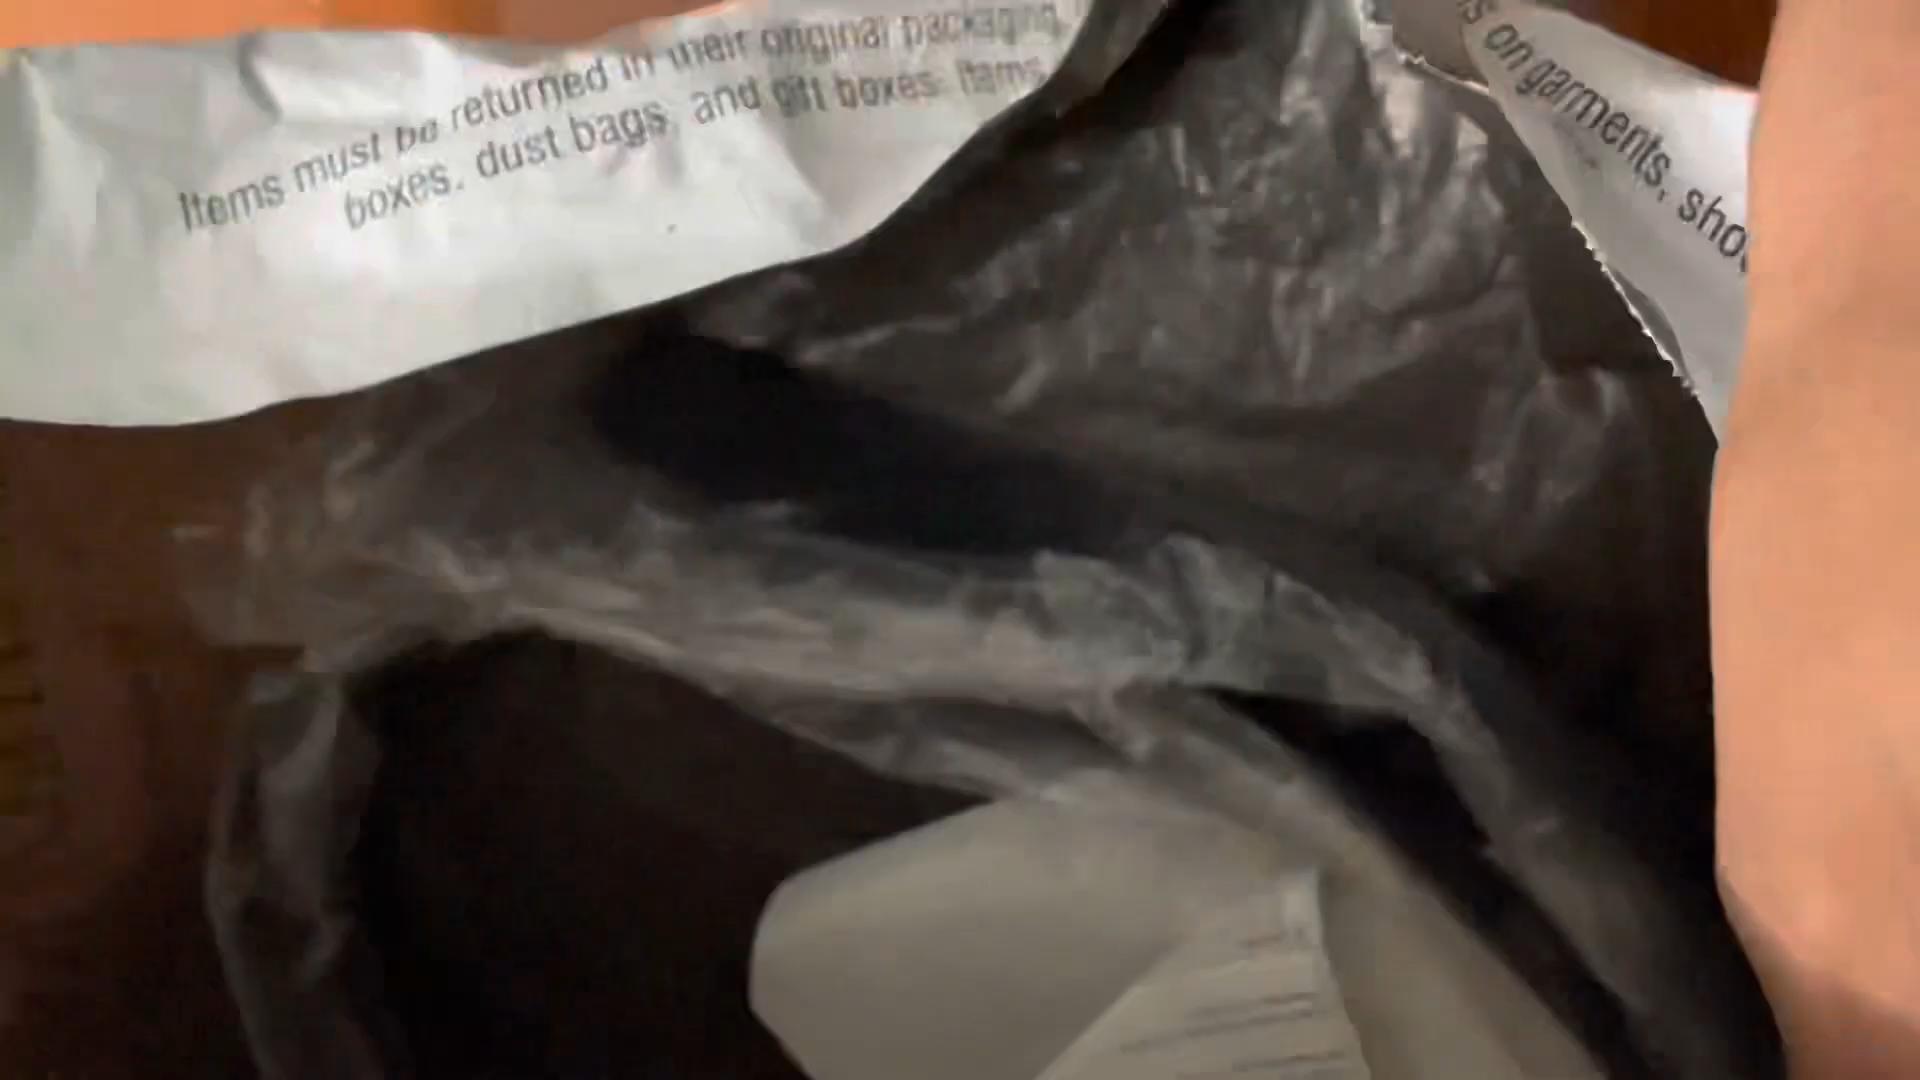 Items must be returned in their original packaging
boxes, dust bags, and gift boxes. Items
on garments, sho